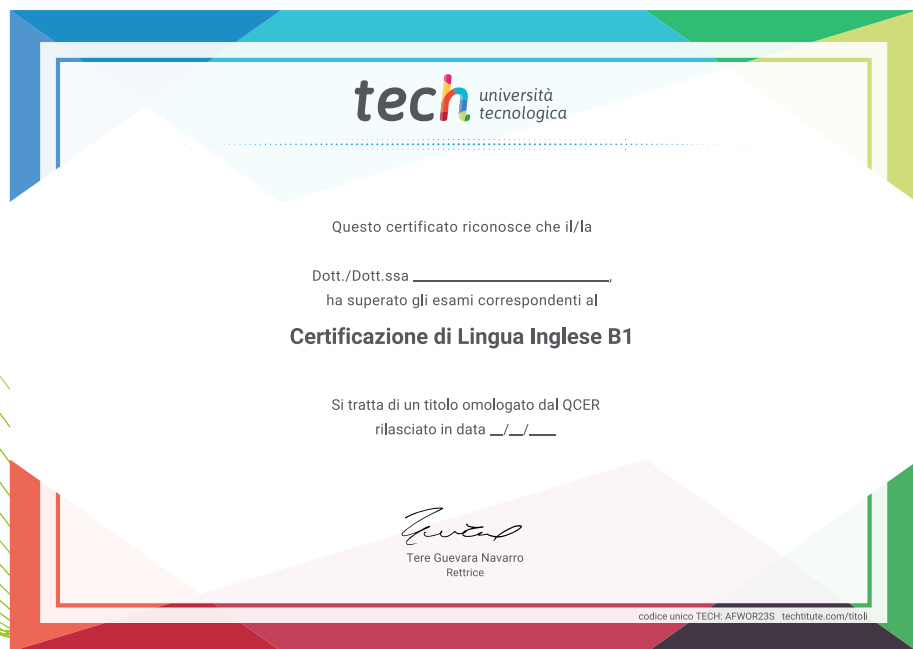 tech università
tecnologica
Questo certificato riconosce che il/la
Dott./Dott.ssa ____________________,
ha superato gli esami correspondenti al
Certificazione di Lingua Inglese B1
Si tratta di un titolo omologato dal QCER
rilasciato in data __/__/____
Tere Guevara Navarro
Rettrice
codice unico TECH: AFWOR23S techtitute.com/titoli